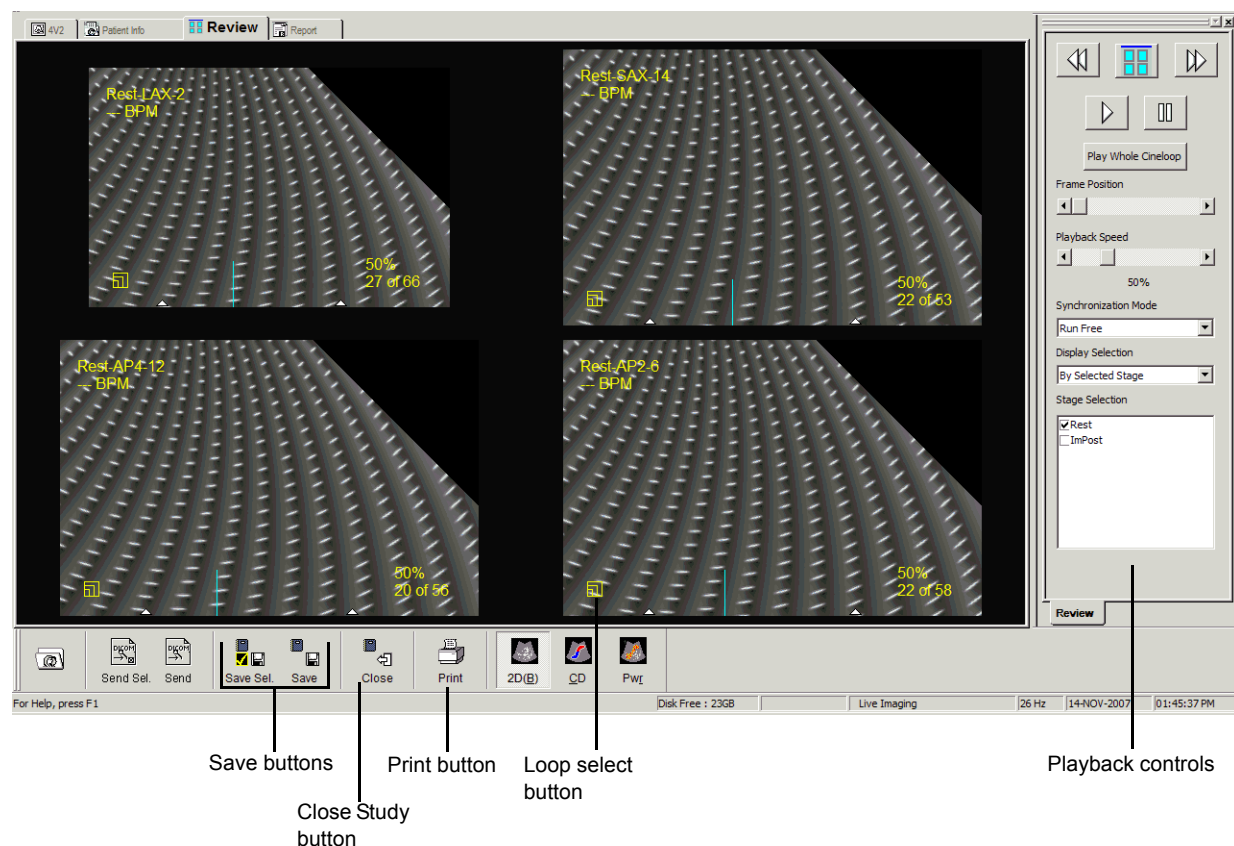 4V2 Patient Info Review Report
Rest-LAX-2
--- BPM
50%
27 of 66
Rest-SAX-14
--- BPM
50%
22 of 53
Rest-AP4-12
--- BPM
50%
20 of 56
Rest-AP2-6
--- BPM
50%
22 of 58
Play Whole Cineloop
Frame Position
Playback Speed
50%
Synchronization Mode
Run Free
Display Selection
By Selected Stage
Stage Selection
Rest
ImPost
Review
DICOM DICOM
Send Sel. Send Save Sel. Save Close Print 2D(B) CD Pwr
For Help, press F1 Disk Free : 23GB Live Imaging 26 Hz 14-NOV-2007 01:45:37 PM
Save buttons
Close Study
button
Print button
Loop select
button
Playback controls